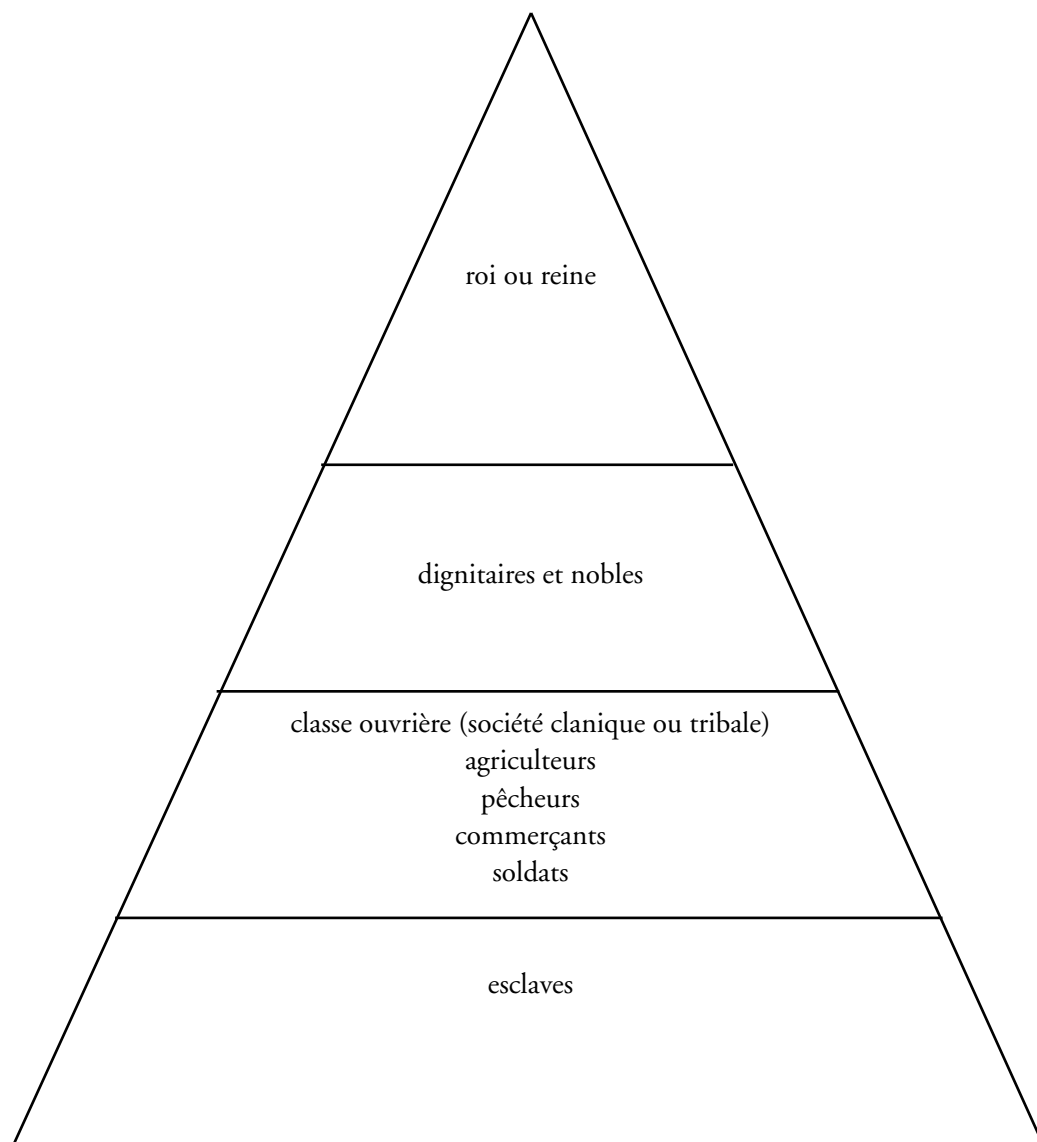 roi ou reine
dignitaires et nobles
classe ouvrière (société clanique ou tribale)
agriculteurs
pêcheurs
commerçants
soldats
esclaves